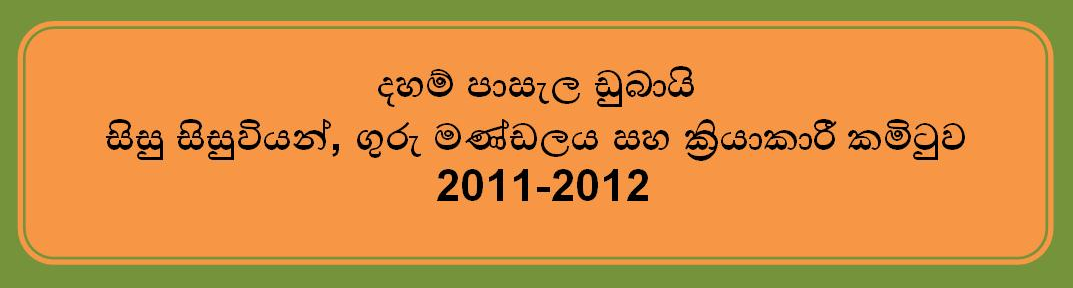 දහම් පාසැල ඩුබායි
සිසු සිසුවියන්, ගුරු මණ්ඩලය සහ ක්‍රියාකාරී කමිටුව
2011-2012